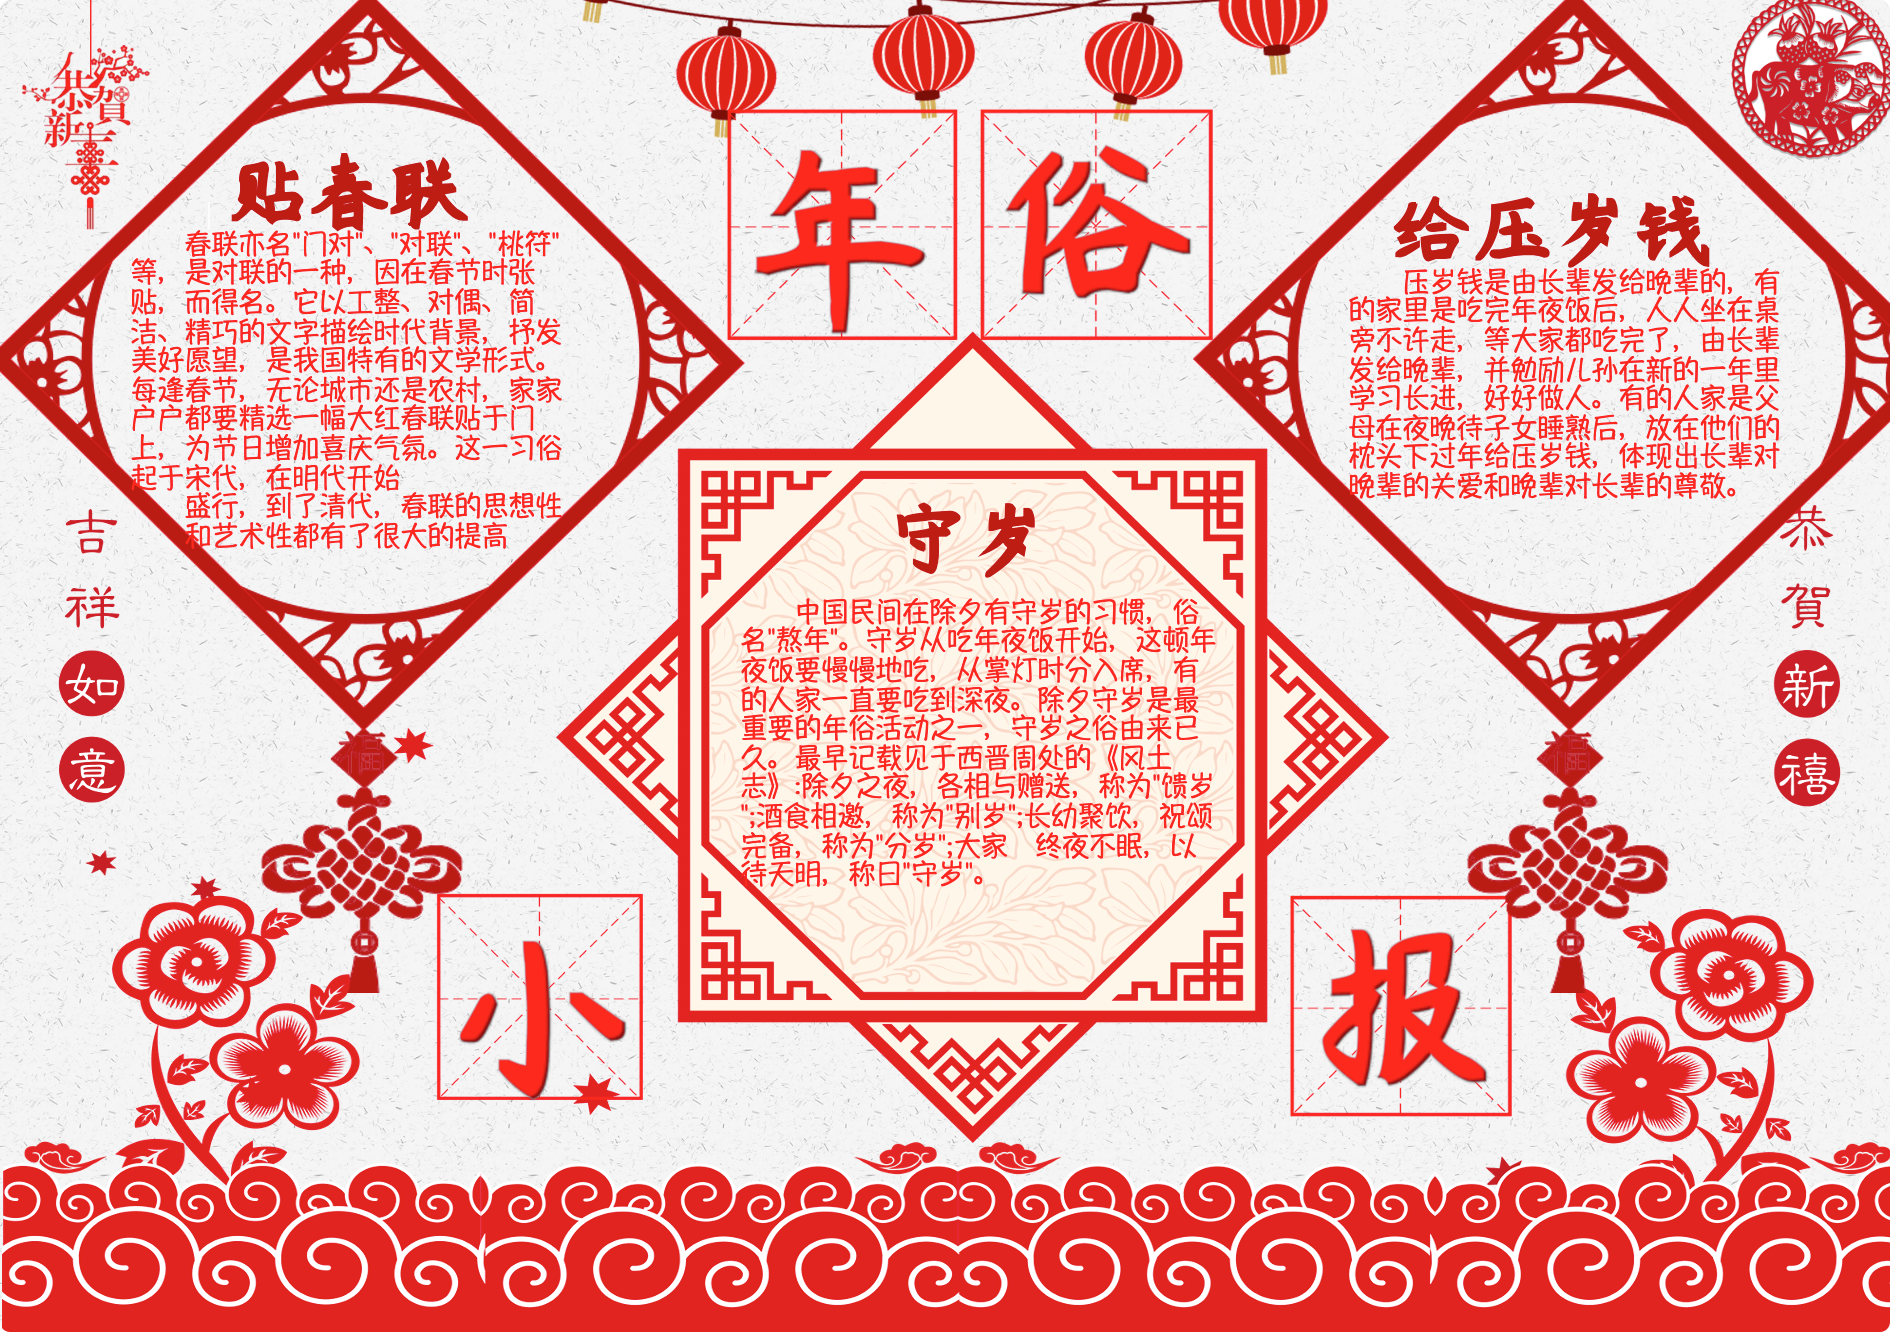 恭賀新
年俗
贴春联
春联亦名"门对"、"对联"、"桃符"
等，是对联的一种，因在春节时张
贴，而得名。它以工整、对偶、简
洁、精巧的文字描绘时代背景，抒发
美好愿望，是我国特有的文学形式。
每逢春节，无论城市还是农村，家家
户户都要精选一幅大红春联贴于门
上，为节日增加喜庆气氛。这一习俗
起于宋代，在明代开始
盛行，到了清代，春联的思想性
和艺术性都有了很大的提高
给压岁钱
压岁钱是由长辈发给晚辈的，有
的家里是吃完年夜饭后，人人坐在桌
旁不许走，等大家都吃完了，由长辈
发给晚辈，并勉励儿孙在新的一年里
学习长进，好好做人。有的人家是父
母在夜晚待子女睡熟后，放在他们的
枕头下过年给压岁钱，体现出长辈对
晚辈的关爱和晚辈对长辈的尊敬。
守岁
中国民间在除夕有守岁的习惯，俗
名"熬年"。守岁从吃年夜饭开始，这顿年
夜饭要慢慢地吃，从掌灯时分入席，有
的人家一直要吃到深夜。除夕守岁是最
重要的年俗活动之一，守岁之俗由来已
久。最早记载见于西晋周处的《风土
志》:除夕之夜，各相与赠送，称为"馈岁
";酒食相邀，称为"别岁";长幼聚饮，祝颂
完备，称为"分岁";大家　终夜不眠，以
待天明，称曰"守岁"。
吉祥如意
恭賀新禧
福
福
小报